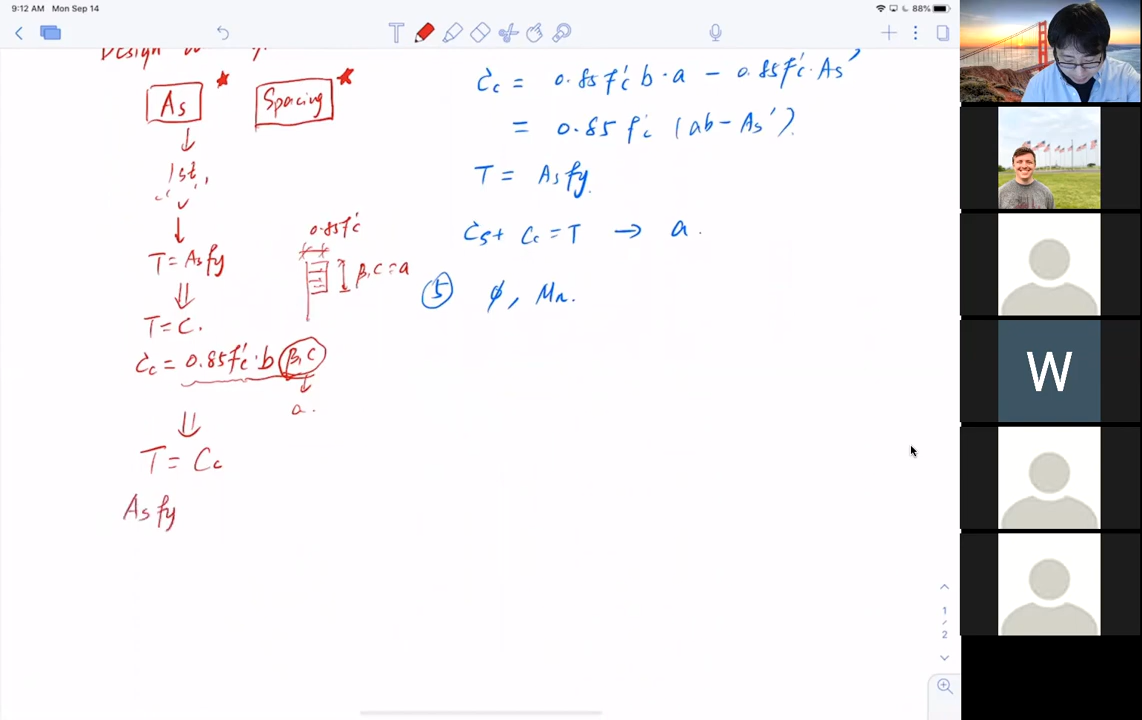 9:12 AM Mon Sep 14
88%
Design
As
Spacing
1st,
T = As fy
0.85f'c
β1C = a
T = C.
Cc = 0.85f'c·b β1C
a.
T = Cc
As fy
Cc = 0.85f'c b·a - 0.85f'c·As'
= 0.85f'c (ab - As').
T = As fy.
Cs + Cc = T → a.
⑤ ϕ, Mn.
W
1
/
2